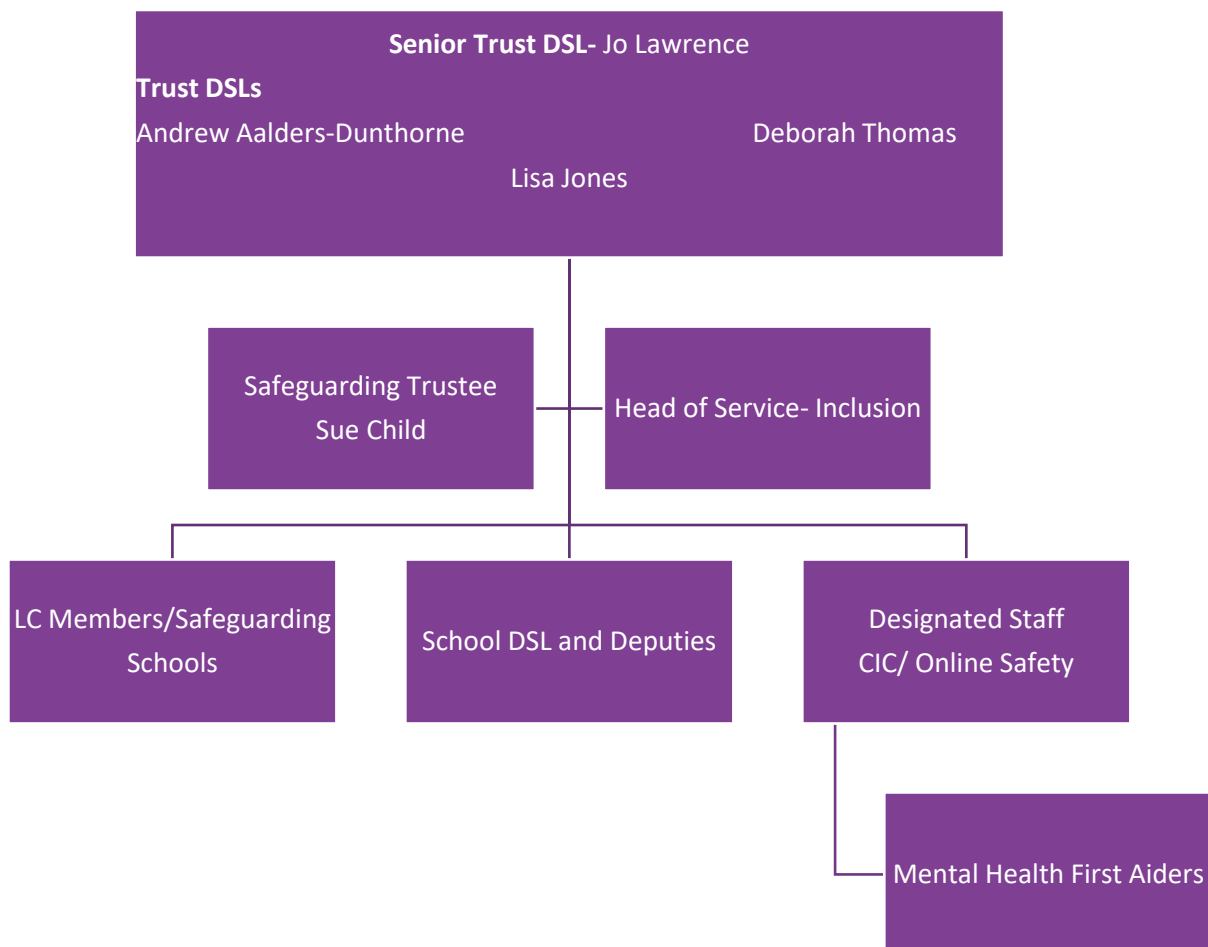 Senior Trust DSL- Jo Lawrence
Trust DSLs
Andrew Aalders-Dunthorne Deborah Thomas
Lisa Jones
Safeguarding Trustee
Sue Child
Head of Service- Inclusion
LC Members/Safeguarding
Schools
School DSL and Deputies
Designated Staff
CIC/ Online Safety
Mental Health First Aiders